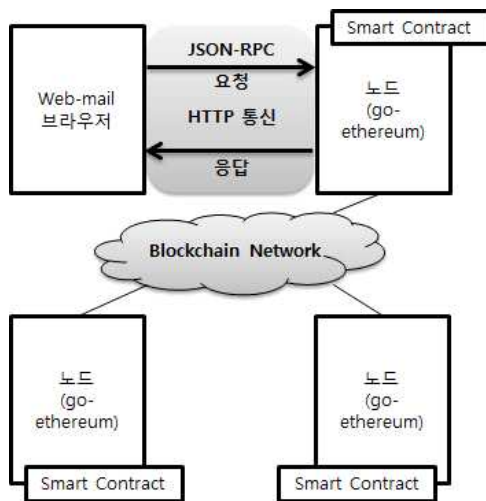 Smart Contract
JSON-RPC
요청
HTTP 통신
응답
Web-mail
브라우저
노드
(go-
ethereum)
Blockchain Network
노드
(go-
ethereum)
Smart Contract
노드
(go-
ethereum)
Smart Contract